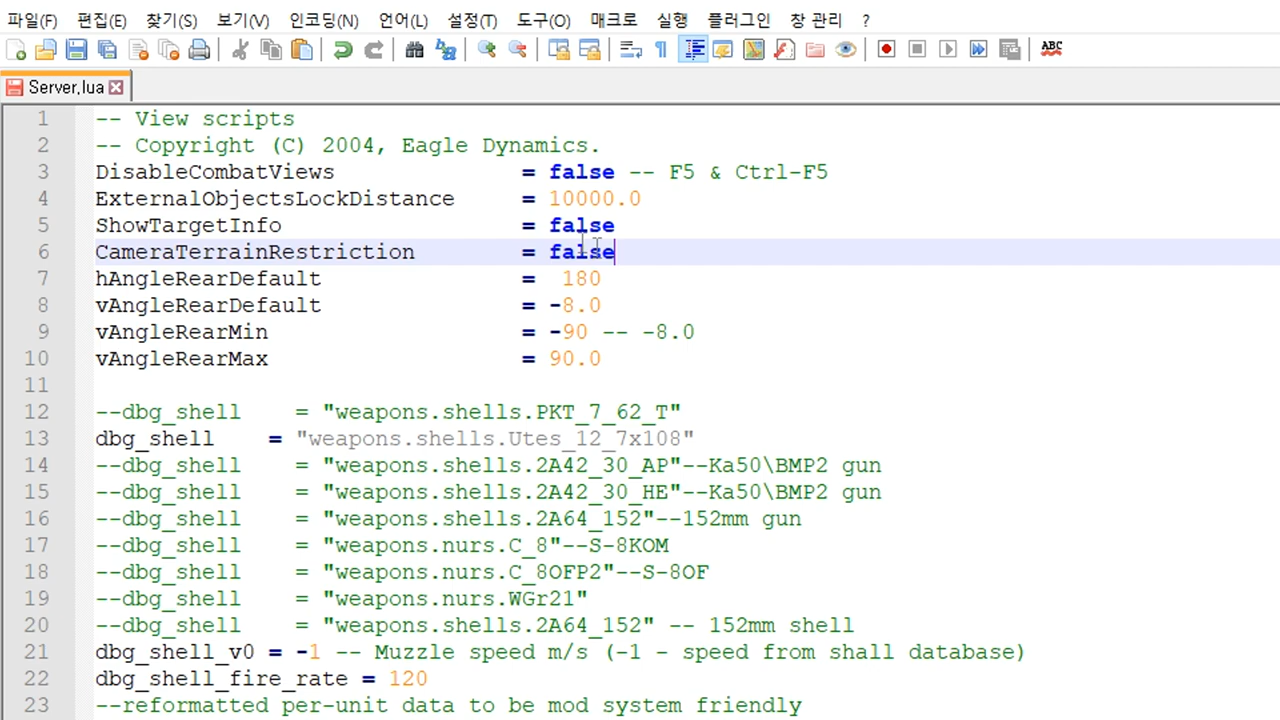 파일(F) 편집(E) 찾기(S) 보기(V) 인코딩(N) 언어(L) 설정(T) 도구(O) 매크로 실행 플러그인 창 관리 ?
ABC
Server.lua
1 -- View scripts
2 -- Copyright (C) 2004, Eagle Dynamics.
3 DisableCombatViews = false -- F5 & Ctrl-F5
4 ExternalObjectsLockDistance = 10000.0
5 ShowTargetInfo = false
6 CameraTerrainRestriction = false
7 hAngleRearDefault = 180
8 vAngleRearDefault = -8.0
9 vAngleRearMin = -90 -- -8.0
10 vAngleRearMax = 90.0
11
12 --dbg_shell = "weapons.shells.PKT_7_62_T"
13 dbg_shell = "weapons.shells.Utes_12_7x108"
14 --dbg_shell = "weapons.shells.2A42_30_AP"--Ka50\BMP2 gun
15 --dbg_shell = "weapons.shells.2A42_30_HE"--Ka50\BMP2 gun
16 --dbg_shell = "weapons.shells.2A64_152"--152mm gun
17 --dbg_shell = "weapons.nurs.C_8"--S-8KOM
18 --dbg_shell = "weapons.nurs.C_8OFP2"--S-8OF
19 --dbg_shell = "weapons.nurs.WGr21"
20 --dbg_shell = "weapons.shells.2A64_152" -- 152mm shell
21 dbg_shell_v0 = -1 -- Muzzle speed m/s (-1 - speed from shall database)
22 dbg_shell_fire_rate = 120
23 --reformatted per-unit data to be mod system friendly